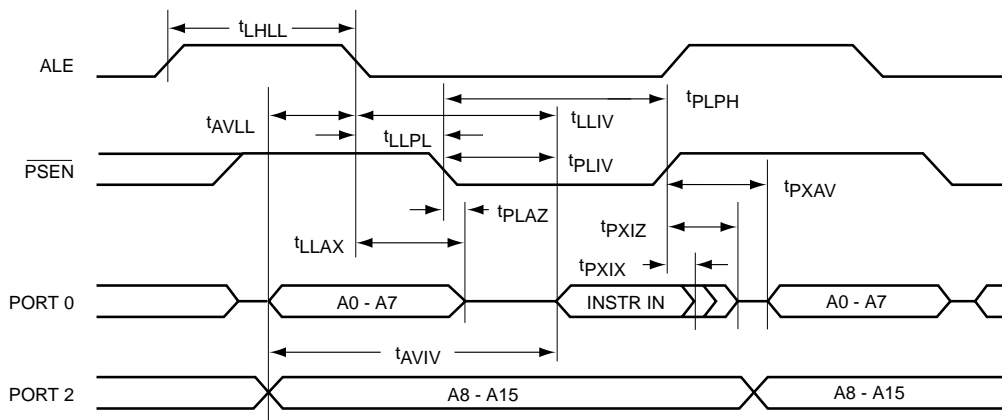 tLHLL
ALE
tPLPH
tAVLL
tLLIV
tLLPL
PSEN
tPLIV
tPXAV
tPLAZ
tLLAX
tPXIZ
tPXIX
PORT 0
A0 - A7
INSTR IN
A0 - A7
tAVIV
PORT 2
A8 - A15
A8 - A15